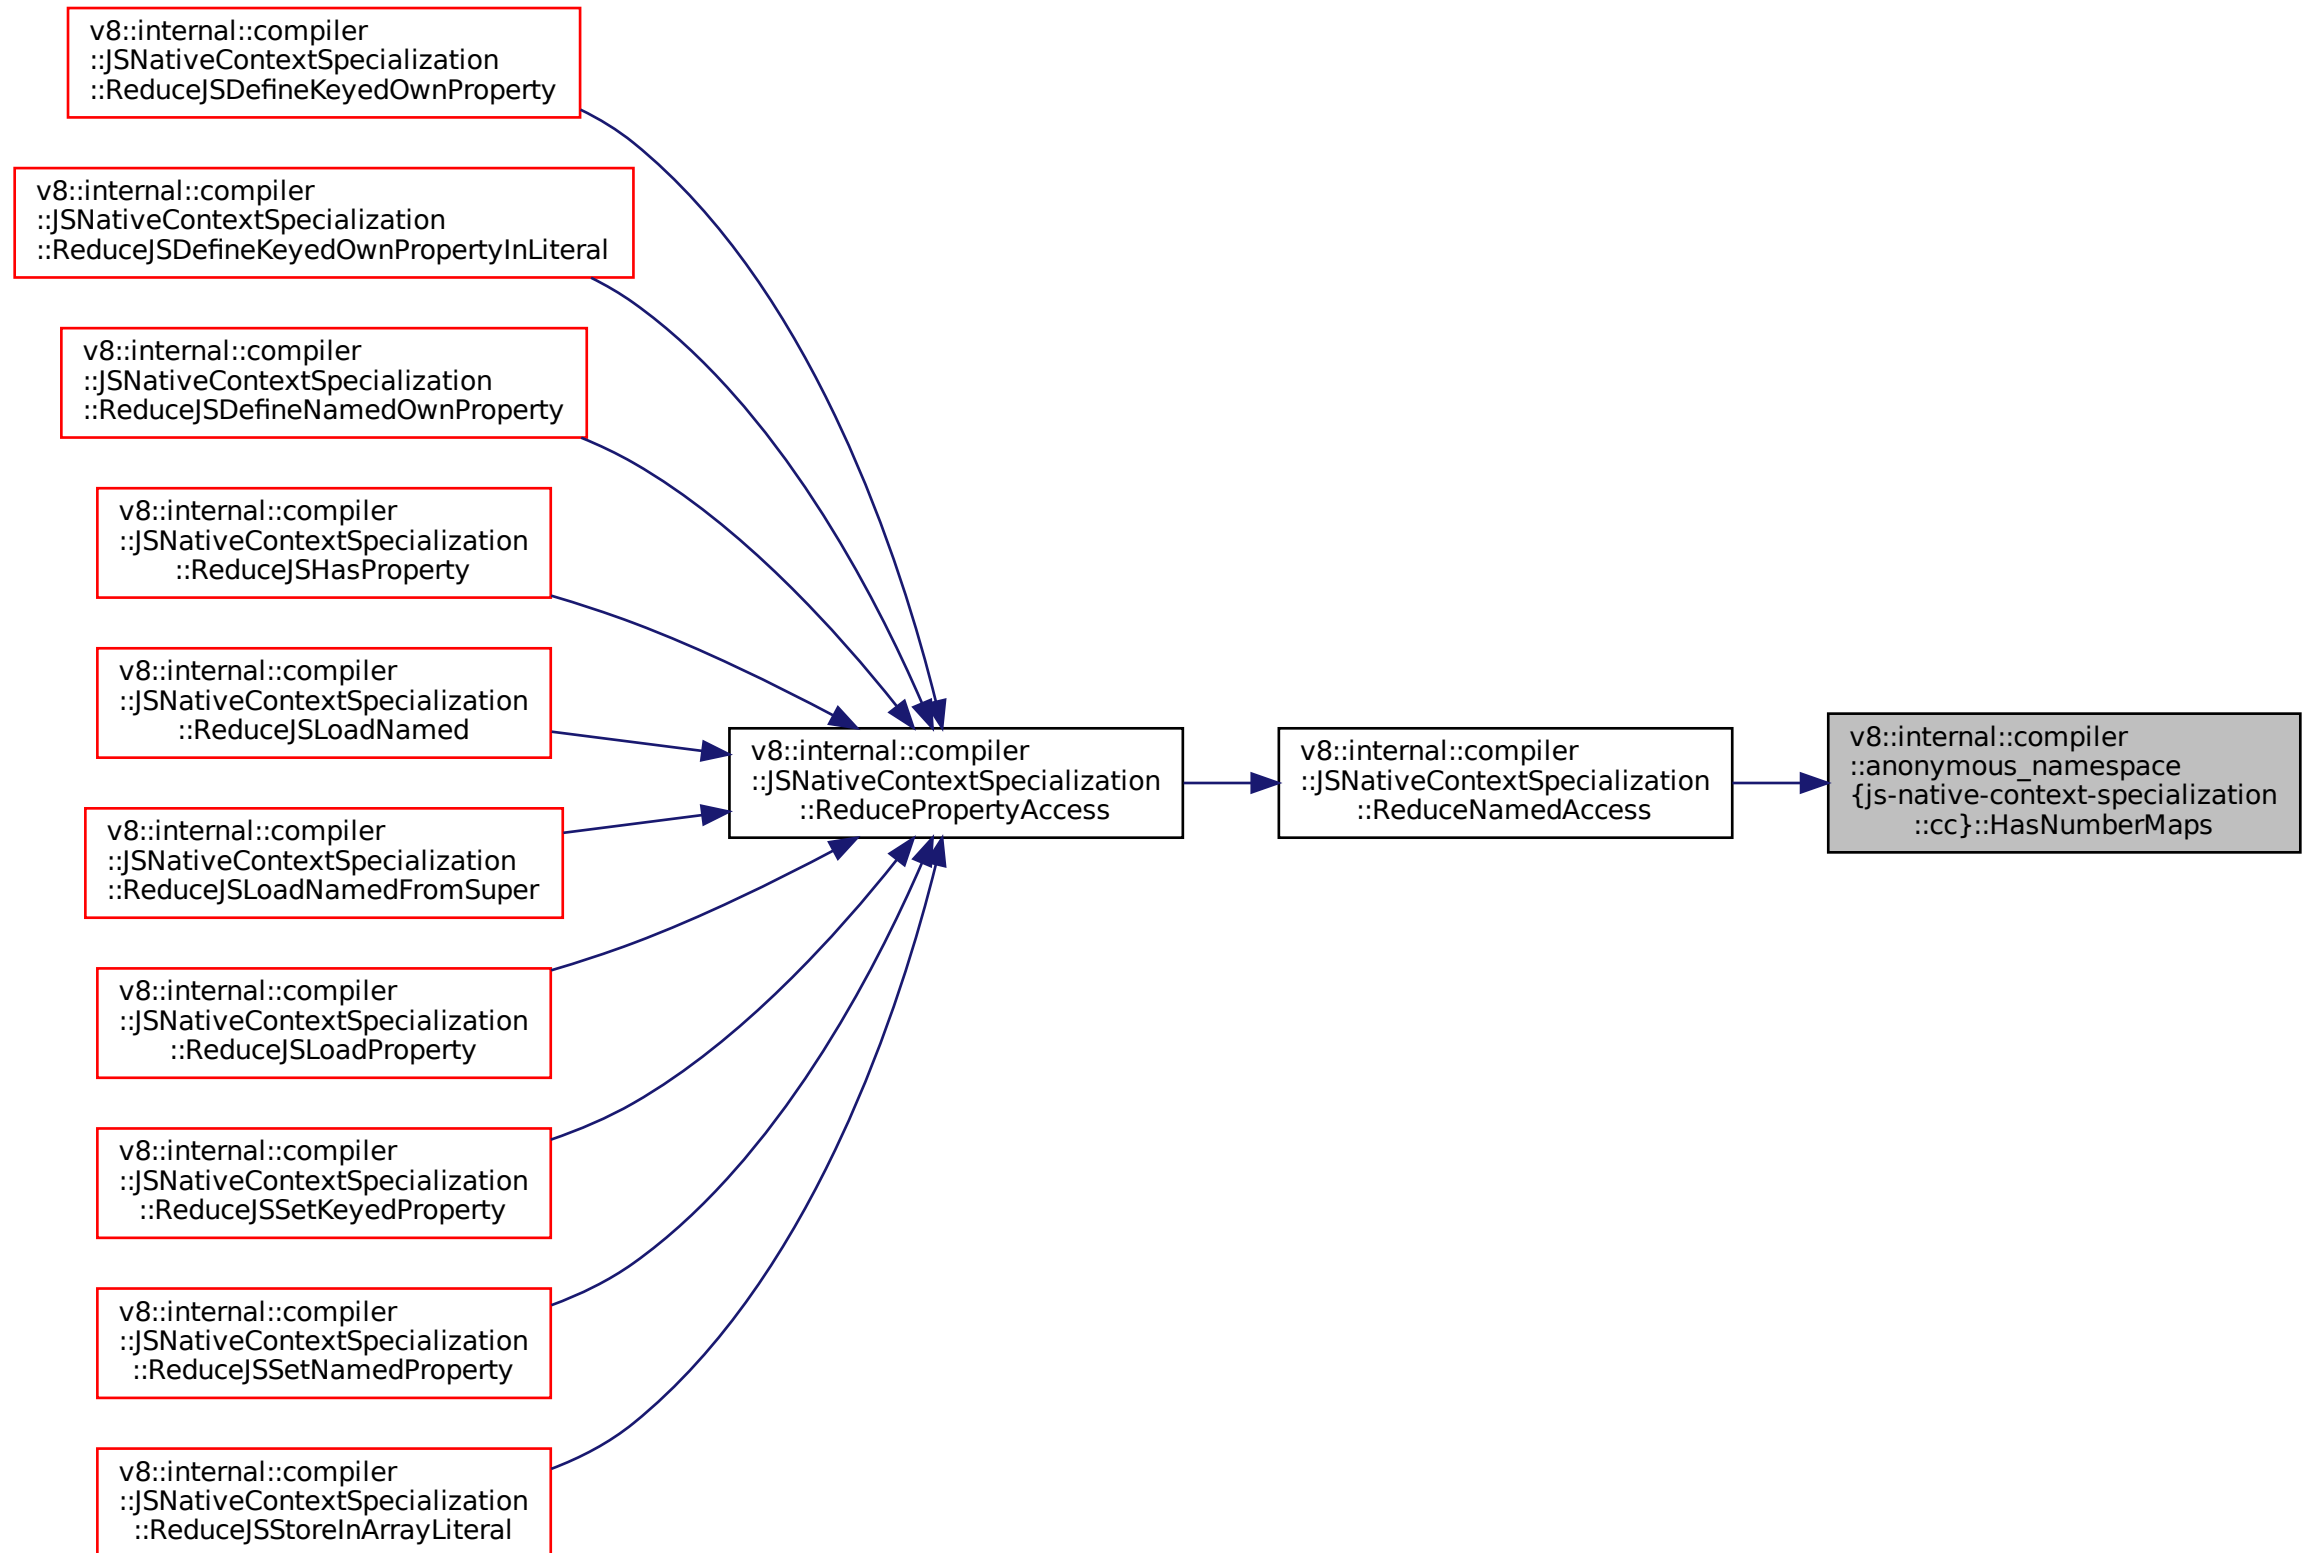 v8::internal::compiler
::JSNativeContextSpecialization
::ReduceJSDefineKeyedOwnProperty
v8::internal::compiler
::JSNativeContextSpecialization
::ReduceJSDefineKeyedOwnPropertyInLiteral
v8::internal::compiler
::JSNativeContextSpecialization
::ReduceJSDefineNamedOwnProperty
v8::internal::compiler
::JSNativeContextSpecialization
::ReduceJSHasProperty
v8::internal::compiler
::JSNativeContextSpecialization
::ReduceJSLoadNamed
v8::internal::compiler
::JSNativeContextSpecialization
::ReduceJSLoadNamedFromSuper
v8::internal::compiler
::JSNativeContextSpecialization
::ReduceJSLoadProperty
v8::internal::compiler
::JSNativeContextSpecialization
::ReduceJSSetKeyedProperty
v8::internal::compiler
::JSNativeContextSpecialization
::ReduceJSSetNamedProperty
v8::internal::compiler
::JSNativeContextSpecialization
::ReduceJSStoreInArrayLiteral
v8::internal::compiler
::JSNativeContextSpecialization
::ReducePropertyAccess
v8::internal::compiler
::JSNativeContextSpecialization
::ReduceNamedAccess
v8::internal::compiler
::anonymous_namespace
{js-native-context-specialization
::cc}::HasNumberMaps